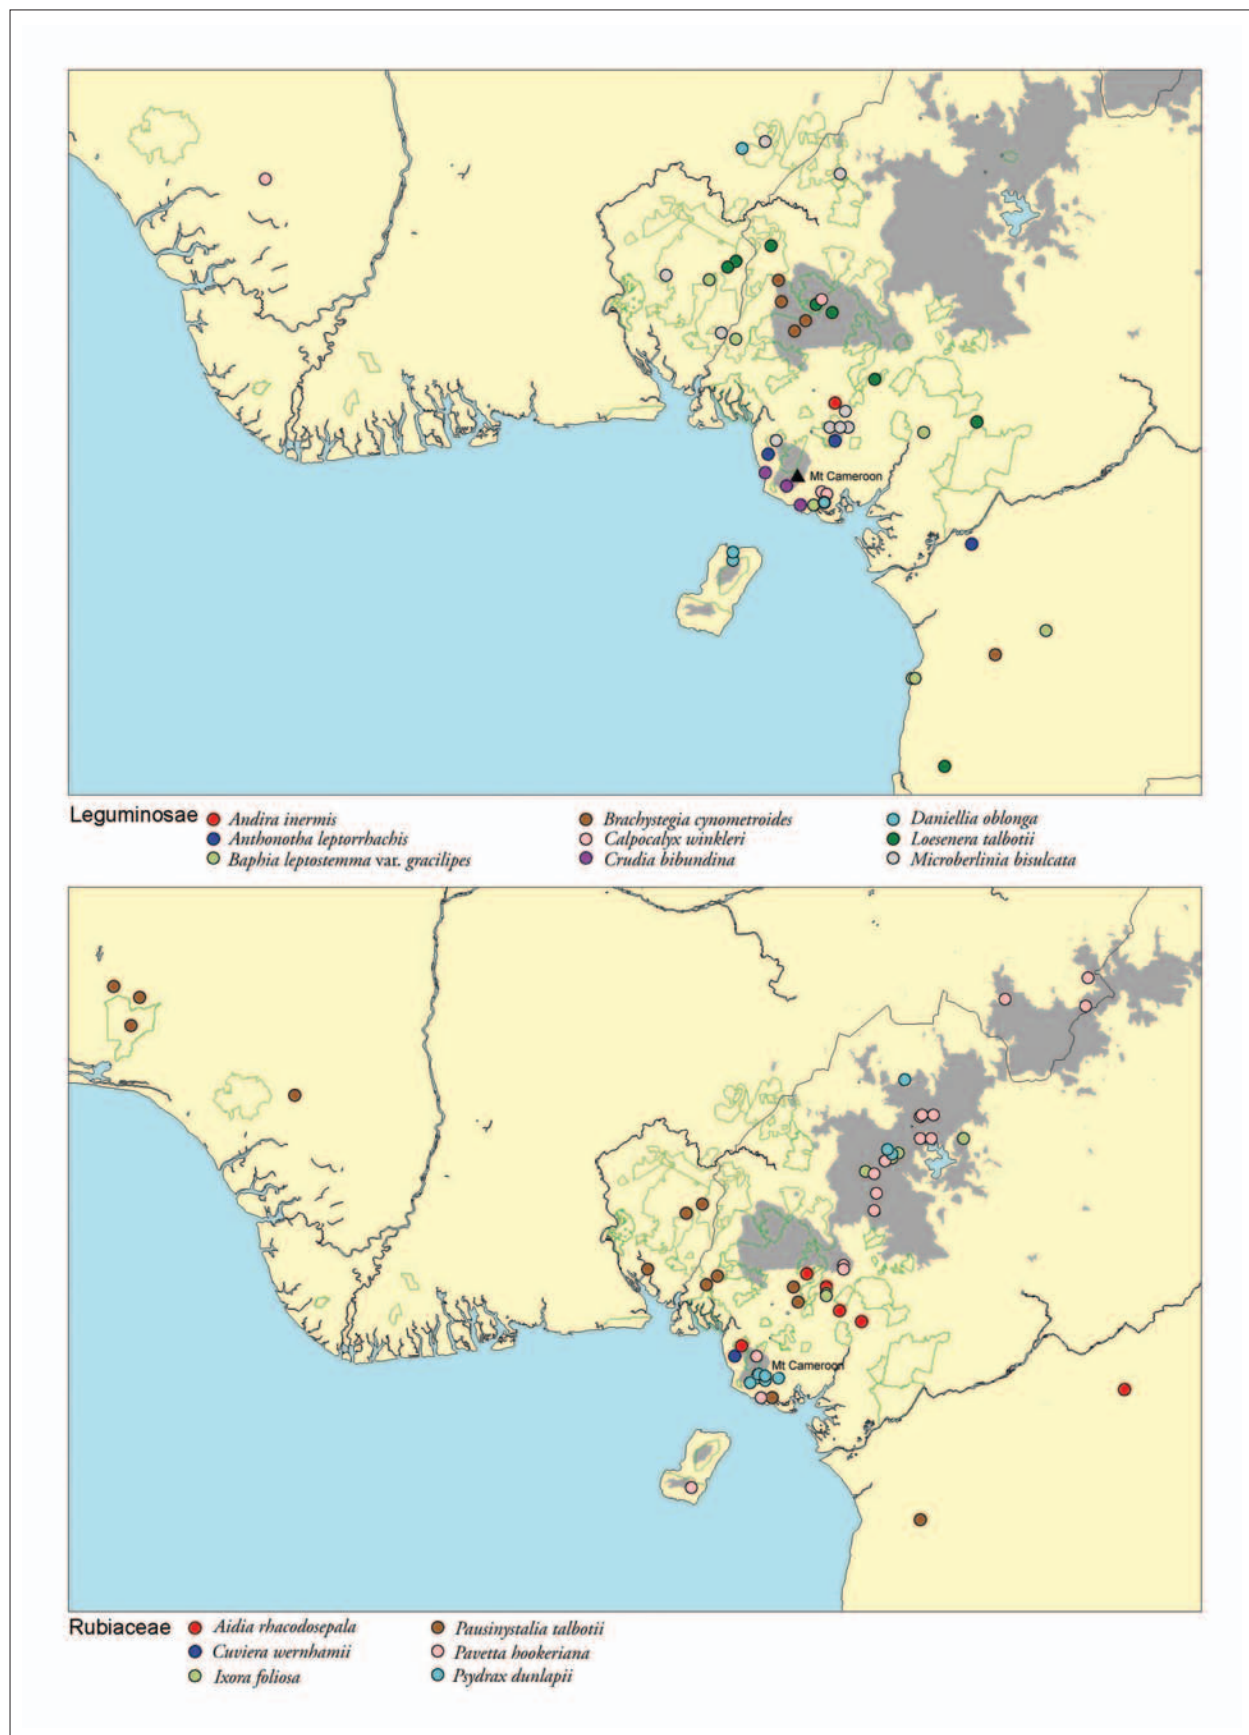 Mt Cameroon
Leguminosae
Andira inermis
Anthonotha leptorrhachis
Baphia leptostemma var. gracilipes
Brachystegia cynometroides
Calpocalyx winkleri
Crudia bibundina
Daniellia oblonga
Loesenera talbotii
Microberlinia bisulcata
Mt Cameroon
Rubiaceae
Aidia rhacodosepala
Cuviera wernhamii
Ixora foliosa
Pausinystalia talbotii
Pavetta hookeriana
Psydrax dunlapii